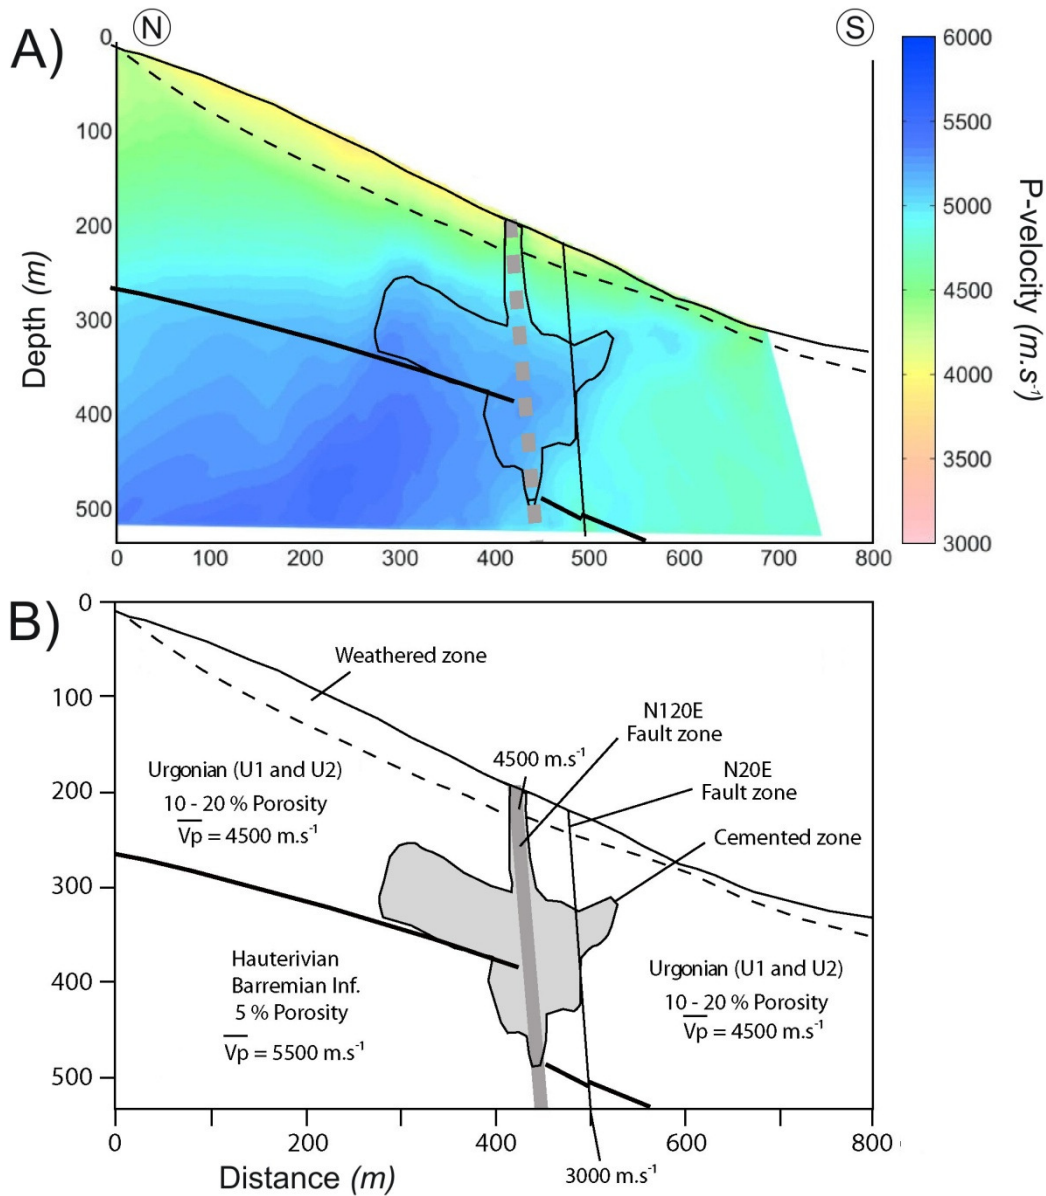 A)
N
S
0
100
200
300
400
500
Depth (m)
0 100 200 300 400 500 600 700 800
6000
5500
5000
4500
4000
3500
3000
P-velocity (m.s⁻¹)
B)
0
100
200
300
400
500
Weathered zone
N120E
Fault zone
4500 m.s⁻¹
N20E
Fault zone
Cemented zone
Urgonian (U1 and U2)
10 - 20 % Porosity
V̅p̅ = 4500 m.s⁻¹
Hauterivian
Barremian Inf.
5 % Porosity
V̅p̅ = 5500 m.s⁻¹
Urgonian (U1 and U2)
10 - 20 % Porosity
V̅p̅ = 4500 m.s⁻¹
0 200 400 600 800
3000 m.s⁻¹
Distance (m)